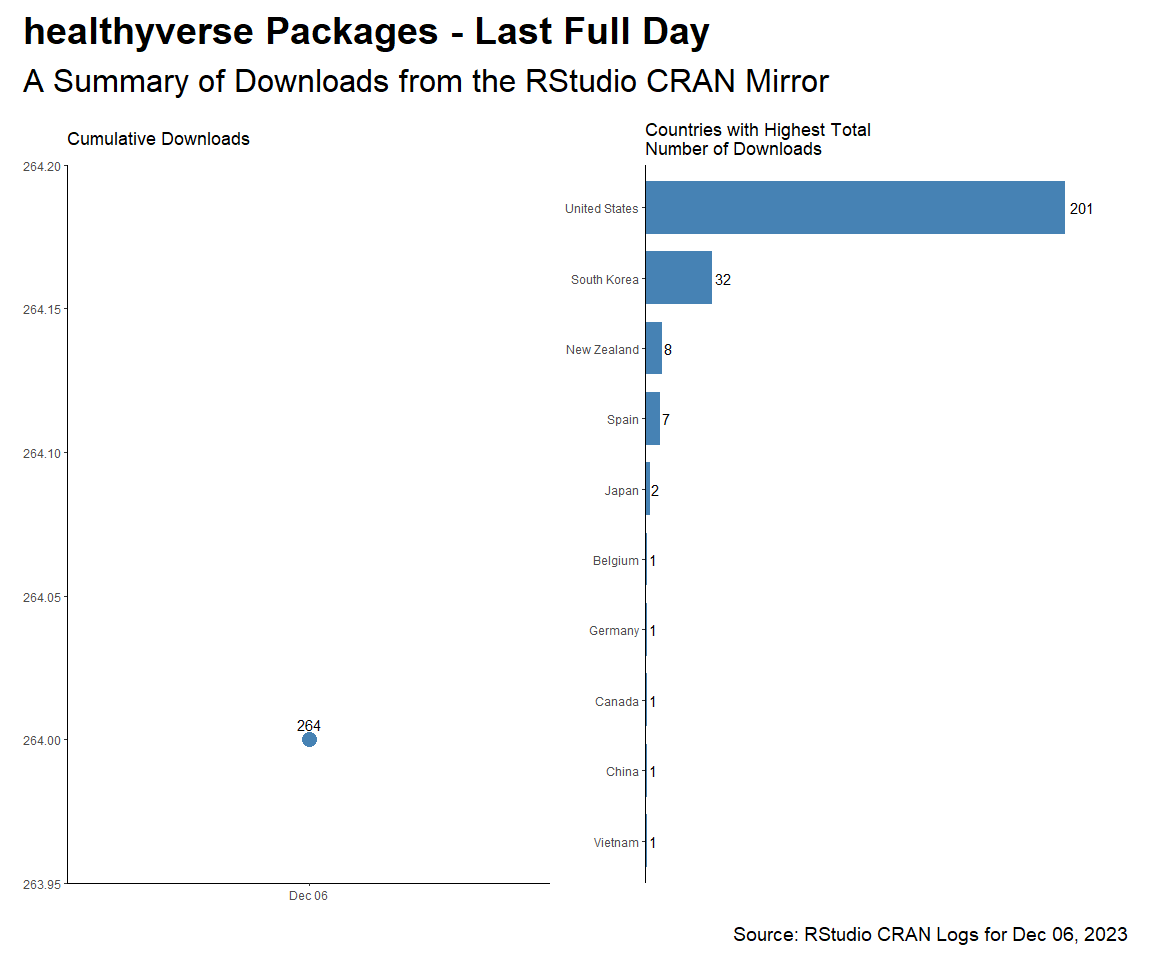 healthyverse Packages - Last Full Day
A Summary of Downloads from the RStudio CRAN Mirror
Cumulative Downloads
264.20
264.15
264.10
264.05
264.00
263.95
264
Dec 06
Countries with Highest Total
Number of Downloads
United States 201
South Korea 32
New Zealand 8
Spain 7
Japan 2
Belgium 1
Germany 1
Canada 1
China 1
Vietnam 1
Source: RStudio CRAN Logs for Dec 06, 2023